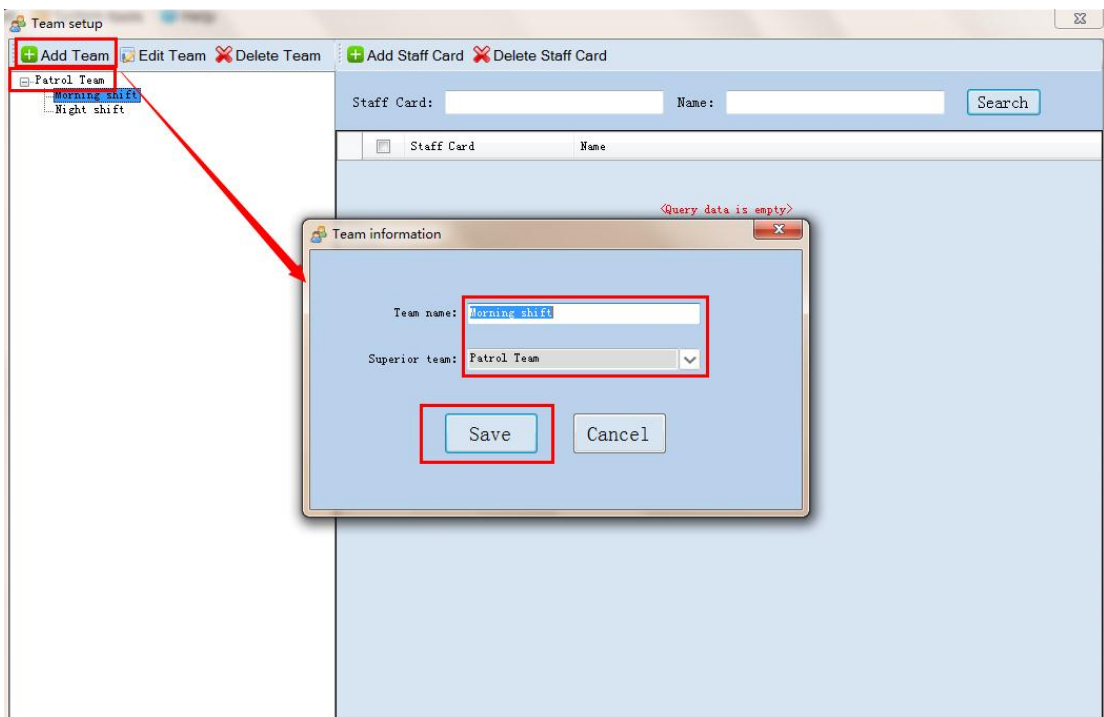 Team setup
Add Team Edit Team Delete Team Add Staff Card Delete Staff Card
Patrol Team
Morning shift
Night shift
Staff Card: Name: Search
Staff Card Name
<Query data is empty>
Team information
Team name: Morning shift
Superior team: Patrol Team
Save Cancel